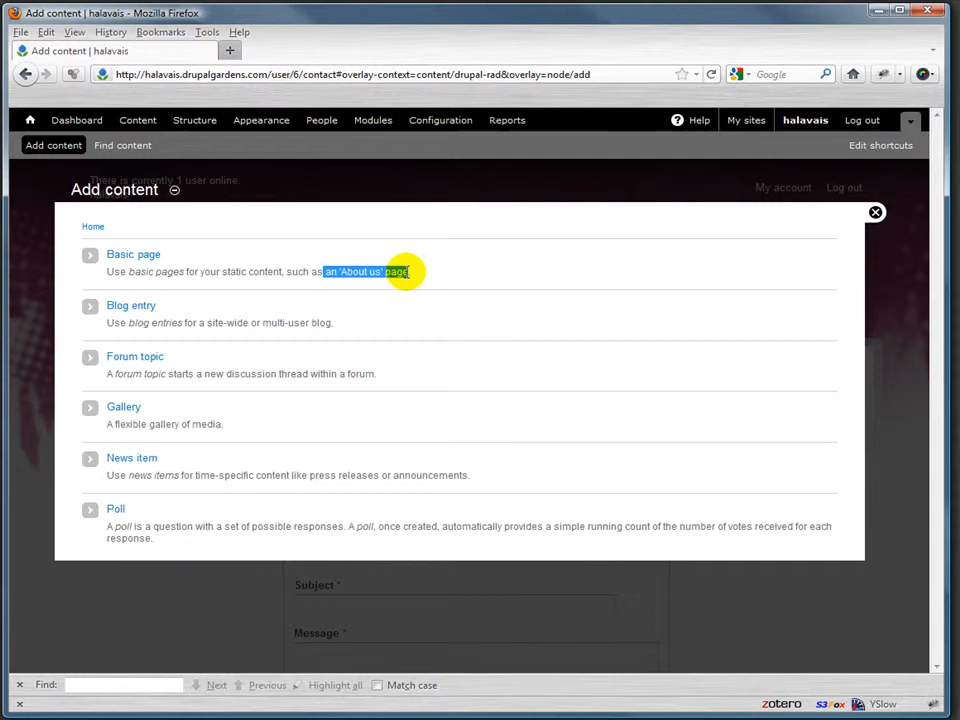 Add content | halavais - Mozilla Firefox
File Edit View History Bookmarks Tools Help
Add content | halavais
http://halavais.drupalgardens.com/user/6/contact#overlay-context=content/drupal-rad&overlay=node/add
Google
Dashboard Content Structure Appearance People Modules Configuration Reports Help My sites halavais Log out
Add content Find content Edit shortcuts
There is currently 1 user online.
halavais
My account Log out
Add content
Home
Basic page
Use basic pages for your static content, such as an 'About us' page.
Blog entry
Use blog entries for a site-wide or multi-user blog.
Forum topic
A forum topic starts a new discussion thread within a forum.
Gallery
A flexible gallery of media.
News item
Use news items for time-specific content like press releases or announcements.
Poll
A poll is a question with a set of possible responses. A poll, once created, automatically provides a simple running count of the number of votes received for each
response.
Subject *
Message *
Find: Next Previous Highlight all Match case
zotero S3Fox YSlow